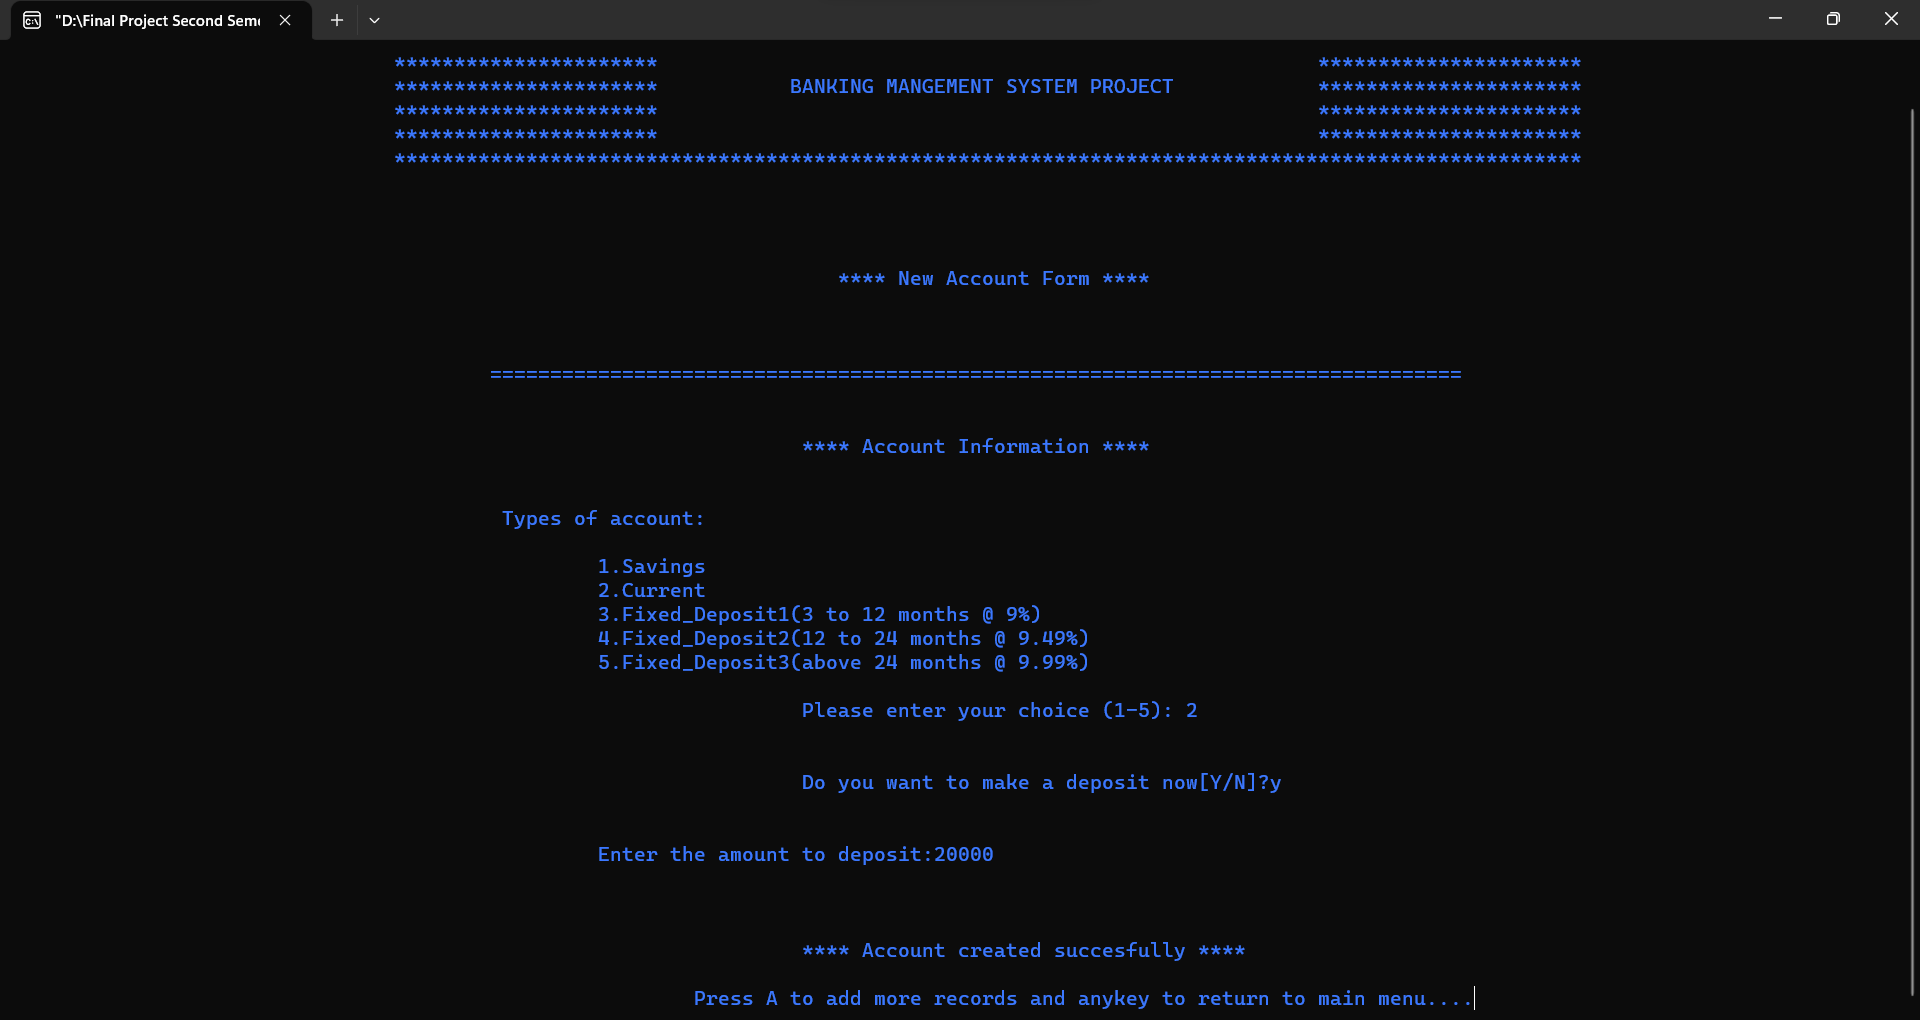 "D:\Final Project Second Seme
**********************                                                       **********************
**********************           BANKING MANGEMENT SYSTEM PROJECT            **********************
**********************                                                       **********************
**********************                                                       **********************
***************************************************************************************************
**** New Account Form ****
=================================================================================
**** Account Information ****
Types of account:
1.Savings
2.Current
3.Fixed_Deposit1(3 to 12 months @ 9%)
4.Fixed_Deposit2(12 to 24 months @ 9.49%)
5.Fixed_Deposit3(above 24 months @ 9.99%)
Please enter your choice (1-5): 2
Do you want to make a deposit now[Y/N]?y
Enter the amount to deposit:20000
**** Account created succesfully ****
Press A to add more records and anykey to return to main menu....